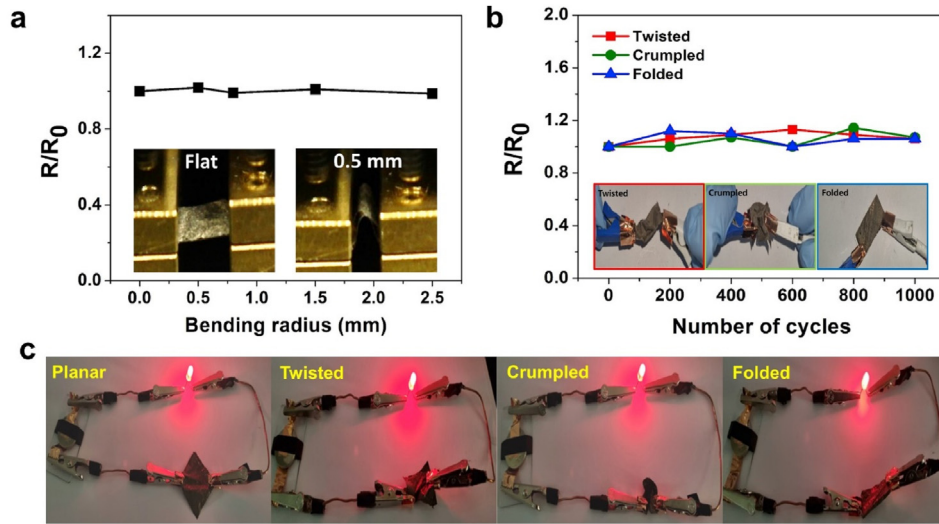 a
1.2
0.8
0.4
0.0
R/R0
Flat
0.5 mm
0.0 0.5 1.0 1.5 2.0 2.5
Bending radius (mm)
b
2.0
1.6
1.2
0.8
0.4
0.0
R/R0
Twisted
Crumpled
Folded
Twisted
Crumpled
Folded
0 200 400 600 800 1000
Number of cycles
c
Planar
Twisted
Crumpled
Folded